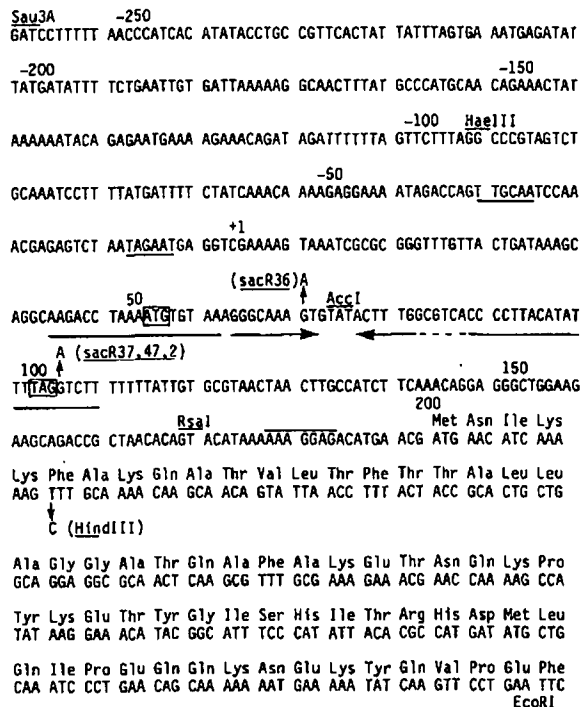 Sau3A -250
GATCCTTTTT AACCCATCAC ATATACCTGC CGTTCACTAT TATTTAGTGA AATGAGATAT
-200 -150
TATGATATTT TCTGAATTGT GATTAAAAAG GCAACTTTAT GCCCATGCAA CAGAAACTAT
-100 HaeIII
AAAAAATACA GAGAATGAAA AGAAACAGAT AGATTTTTTA GTTCTTTAGG CCCGTAGTCT
-50
GCAAATCCTT TTATGATTTT CTATCAAACA AAAGAGGAAA ATAGACCAGT TGCAATCCAA
+1
ACGAGAGTCT AATAGAATGA GGTCGAAAAG TAAATCGCGC GGGTTTGTTA CTGATAAAGC
(sacR36)A
50 AccI
AGGCAAGACC TAAAATGTGT AAAGGGCAAA GTGTATACTT TGGCGTCACC CCTTACATAT
100 A (sacR37,47,2) 150
TTTAGGTCTT TTTTTATTGT GCGTAACTAA CTTGCCATCT TCAAACAGGA GGGCTGGAAG
RsaI 200 Met Asn Ile Lys
AAGCAGACCG CTAACACAGT ACATAAAAAA GGAGACATGA ACG ATG AAC ATC AAA
Lys Phe Ala Lys Gln Ala Thr Val Leu Thr Phe Thr Thr Ala Leu Leu
AAG TTT GCA AAA CAA GCA ACA GTA TTA ACC TTT ACT ACC GCA CTG CTG
C (HindIII)
Ala Gly Gly Ala Thr Gln Ala Phe Ala Lys Glu Thr Asn Gln Lys Pro
GCA GGA GGC GCA ACT CAA GCG TTT GCG AAA GAA ACG AAC CAA AAG CCA
Tyr Lys Glu Thr Tyr Gly Ile Ser His Ile Thr Arg His Asp Met Leu
TAT AAG GAA ACA TAC GGC ATT TCC CAT ATT ACA CGC CAT GAT ATG CTG
Gln Ile Pro Glu Gln Gln Lys Asn Glu Lys Tyr Gln Val Pro Glu Phe
CAA ATC CCT GAA CAG CAA AAA AAT GAA AAA TAT CAA GTT CCT GAA TTC
EcoRI